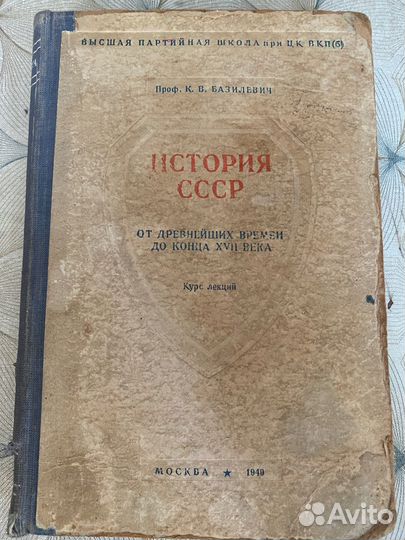 ВЫСШАЯ ПАРТИЙНАЯ ШКОЛА при ЦК ВКП(б)
Проф. К. В. БАЗИЛЕВИЧ
ИСТОРИЯ
СССР
ОТ ДРЕВНЕЙШИХ ВРЕМЕН
ДО КОНЦА XVII ВЕКА
Курс лекций
МОСКВА ★ 1949
Avito